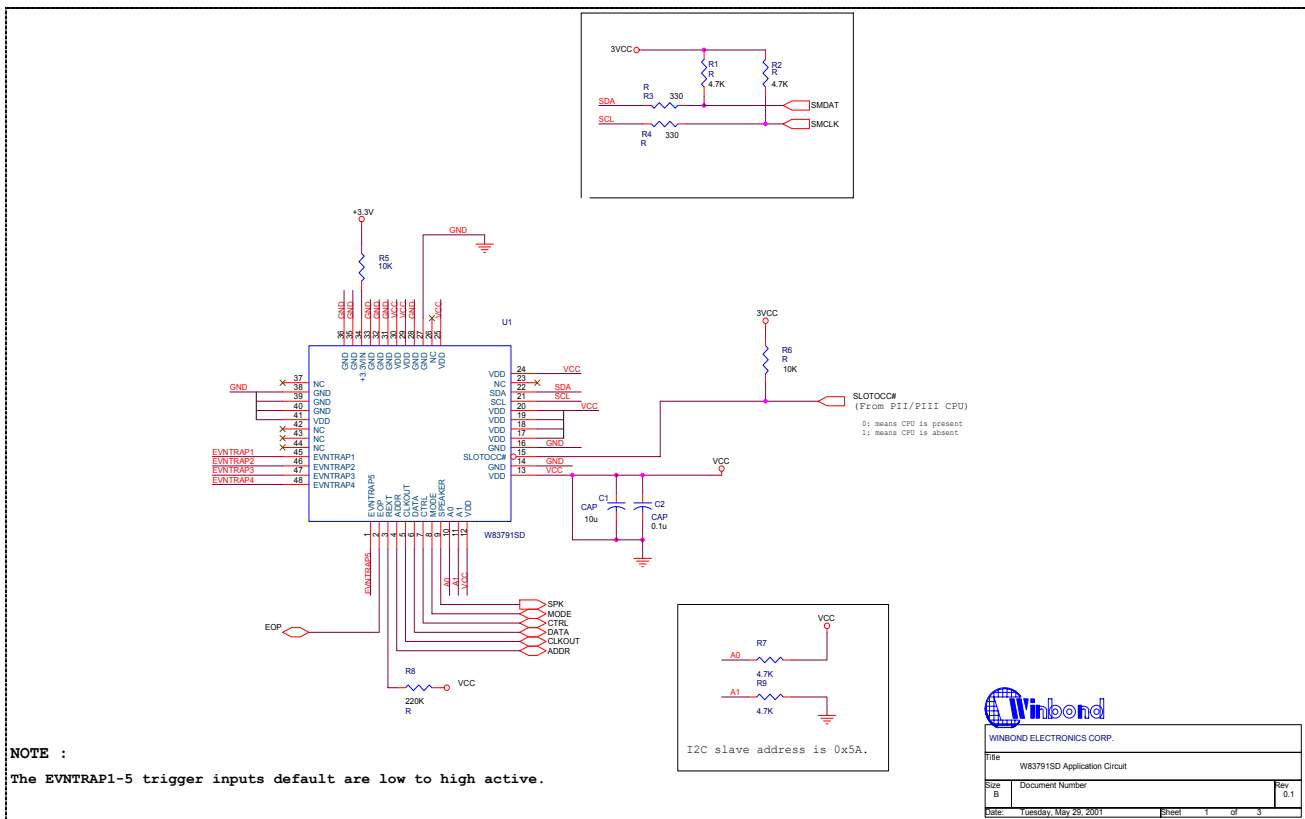 3VCC
R1
R
4.7K
R2
R
4.7K
R
R3
330
SDA
SMDAT
SCL
SMCLK
R4
R
330
+3.3V
GND
R5
10K
GND
GND
GND
GND
GND
VCC
VCC
GND
VCC
U1
36
35
34
33
32
31
30
29
28
27
26
25
GND
GND
+3.3VIN
GND
GND
GND
VDD
VDD
GND
GND
NC
VDD
GND
37 NC
38 GND
39 GND
40 GND
41 VDD
42 NC
43 NC
44 NC
EVNTRAP1 45 EVNTRAP1
EVNTRAP2 46 EVNTRAP2
EVNTRAP3 47 EVNTRAP3
EVNTRAP4 48 EVNTRAP4
VDD 24 VCC
NC 23
SDA 22 SDA
SCL 21 SCL
VDD 20 VCC
VDD 19
VDD 18
VDD 17
GND 16 GND
SLOTOCC# 15
GND 14 GND
VDD 13 VCC
EVNTRAP5
EOP
REXT
ADDR
CLKOUT
DATA
CTRL
MODE
SPEAKER
A0
A1
VDD
1
2
3
4
5
6
7
8
9
10
11
12
W83791SD
EVNTRAP5
A0
A1
VCC
3VCC
R6
R
10K
SLOTOCC#
(From PII/PIII CPU)
0: means CPU is present
1: means CPU is absent
VCC
C1
CAP
10u
C2
CAP
0.1u
SPK
MODE
CTRL
DATA
CLKOUT
ADDR
EOP
R8
220K
R
VCC
VCC
R7
A0
4.7K
R9
A1
4.7K
I2C slave address is 0x5A.
NOTE :
The EVNTRAP1-5 trigger inputs default are low to high active.
Winbond
WINBOND ELECTRONICS CORP.
Title
W83791SD Application Circuit
Size
B
Document Number
Rev
0.1
Date: Tuesday, May 29, 2001 Sheet 1 of 3